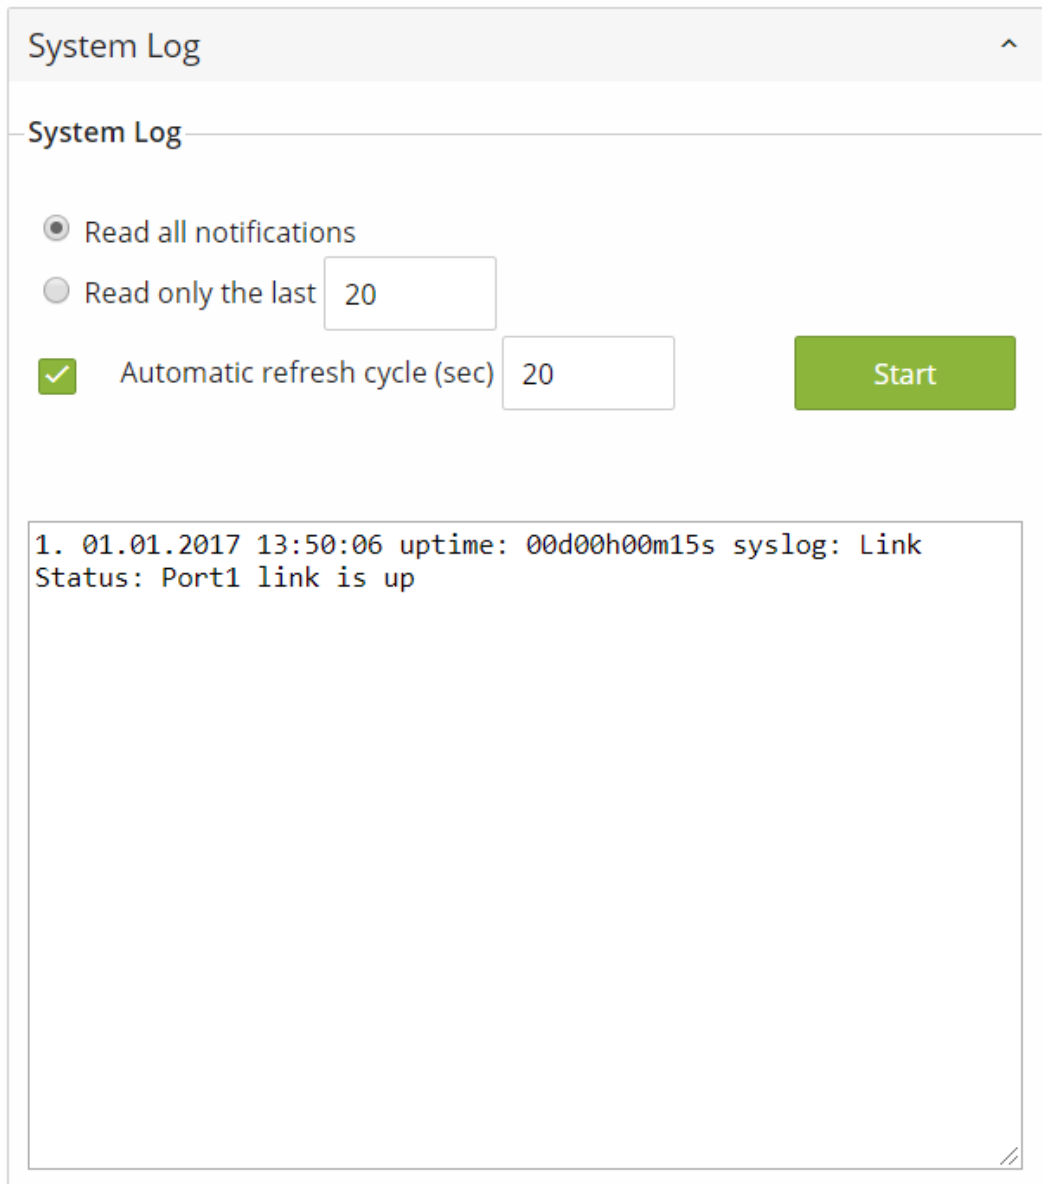 System Log
System Log
Read all notifications
Read only the last 20
Automatic refresh cycle (sec) 20 Start
1. 01.01.2017 13:50:06 uptime: 00d00h00m15s syslog: Link
Status: Port1 link is up